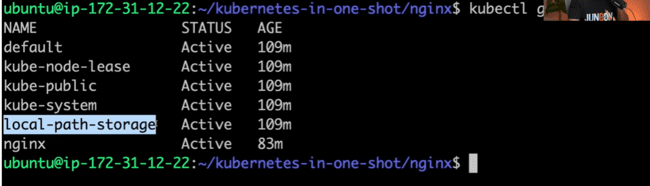 ubuntu@ip-172-31-12-22:~/kubernetes-in-one-shot/nginx$ kubectl g
NAME STATUS AGE
default Active 109m
kube-node-lease Active 109m
kube-public Active 109m
kube-system Active 109m
local-path-storage Active 109m
nginx Active 83m
ubuntu@ip-172-31-12-22:~/kubernetes-in-one-shot/nginx$